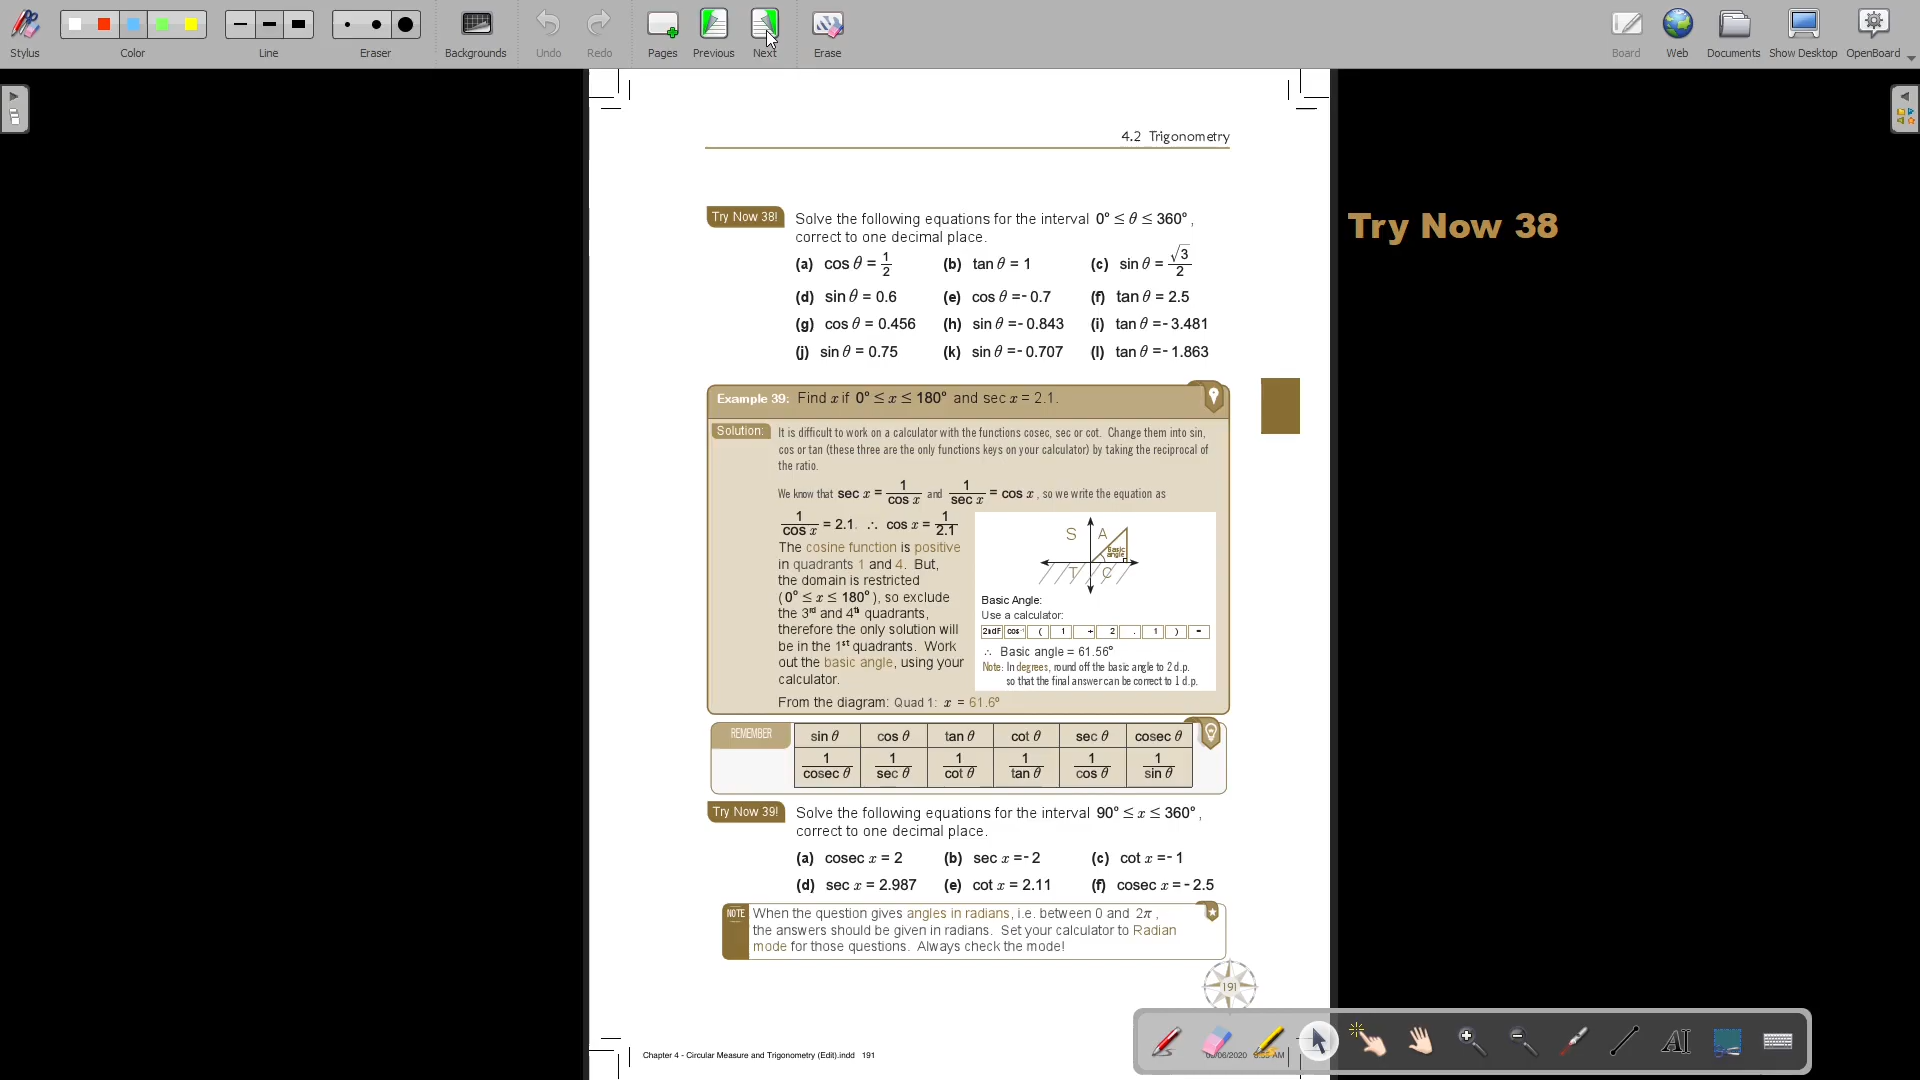 Stylus
Color
Line
Eraser
Backgrounds
Undo
Redo
Pages
Previous
Next
Erase
Board
Web
Documents
Show Desktop
OpenBoard
4.2 Trigonometry
Try Now 38
Try Now 38! Solve the following equations for the interval 0° ≤ θ ≤ 360°,
correct to one decimal place.
(a) cos θ = 1/2 (b) tan θ = 1 (c) sin θ = √3/2
(d) sin θ = 0.6 (e) cos θ =- 0.7 (f) tan θ = 2.5
(g) cos θ = 0.456 (h) sin θ =- 0.843 (i) tan θ =- 3.481
(j) sin θ = 0.75 (k) sin θ =- 0.707 (l) tan θ =- 1.863
Example 39: Find x if 0° ≤ x ≤ 180° and sec x = 2.1.
Solution: It is difficult to work on a calculator with the functions cosec, sec or cot. Change them into sin,
cos or tan (these three are the only functions keys on your calculator) by taking the reciprocal of
the ratio.
We know that sec x = 1/cos x and 1/sec x = cos x, so we write the equation as
1/cos x = 2.1. ∴ cos x = 1/2.1
The cosine function is positive
in quadrants 1 and 4. But,
the domain is restricted
(0° ≤ x ≤ 180°), so exclude
the 3rd and 4th quadrants,
therefore the only solution will
be in the 1st quadrants. Work
out the basic angle, using your
calculator.
S A
Basic
angle
T C
Basic Angle:
Use a calculator:
2ndF cos⁻¹ ( 1 ÷ 2 . 1 ) =
∴ Basic angle = 61.56°
Note: In degrees, round off the basic angle to 2 d.p.
so that the final answer can be correct to 1 d.p.
From the diagram: Quad 1: x = 61.6°
REMEMBER
sin θ cos θ tan θ cot θ sec θ cosec θ
1/cosec θ 1/sec θ 1/cot θ 1/tan θ 1/cos θ 1/sin θ
Try Now 39! Solve the following equations for the interval 90° ≤ x ≤ 360°,
correct to one decimal place.
(a) cosec x = 2 (b) sec x =- 2 (c) cot x =- 1
(d) sec x = 2.987 (e) cot x = 2.11 (f) cosec x = - 2.5
NOTE When the question gives angles in radians, i.e. between 0 and 2π,
the answers should be given in radians. Set your calculator to Radian
mode for those questions. Always check the mode!
191
Chapter 4 - Circular Measure and Trigonometry (Edit).indd 191
AI